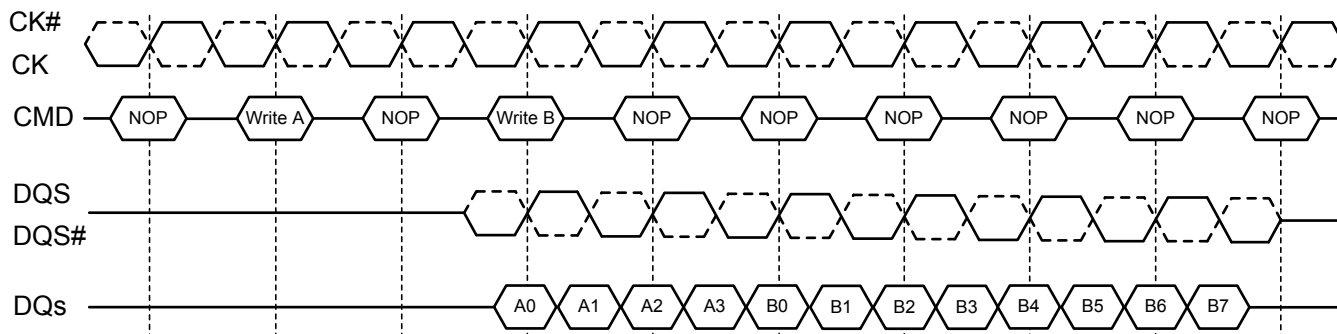 CK#
CK
CMD NOP Write A NOP Write B NOP NOP NOP NOP NOP NOP
DQS
DQS#
DQs A0 A1 A2 A3 B0 B1 B2 B3 B4 B5 B6 B7